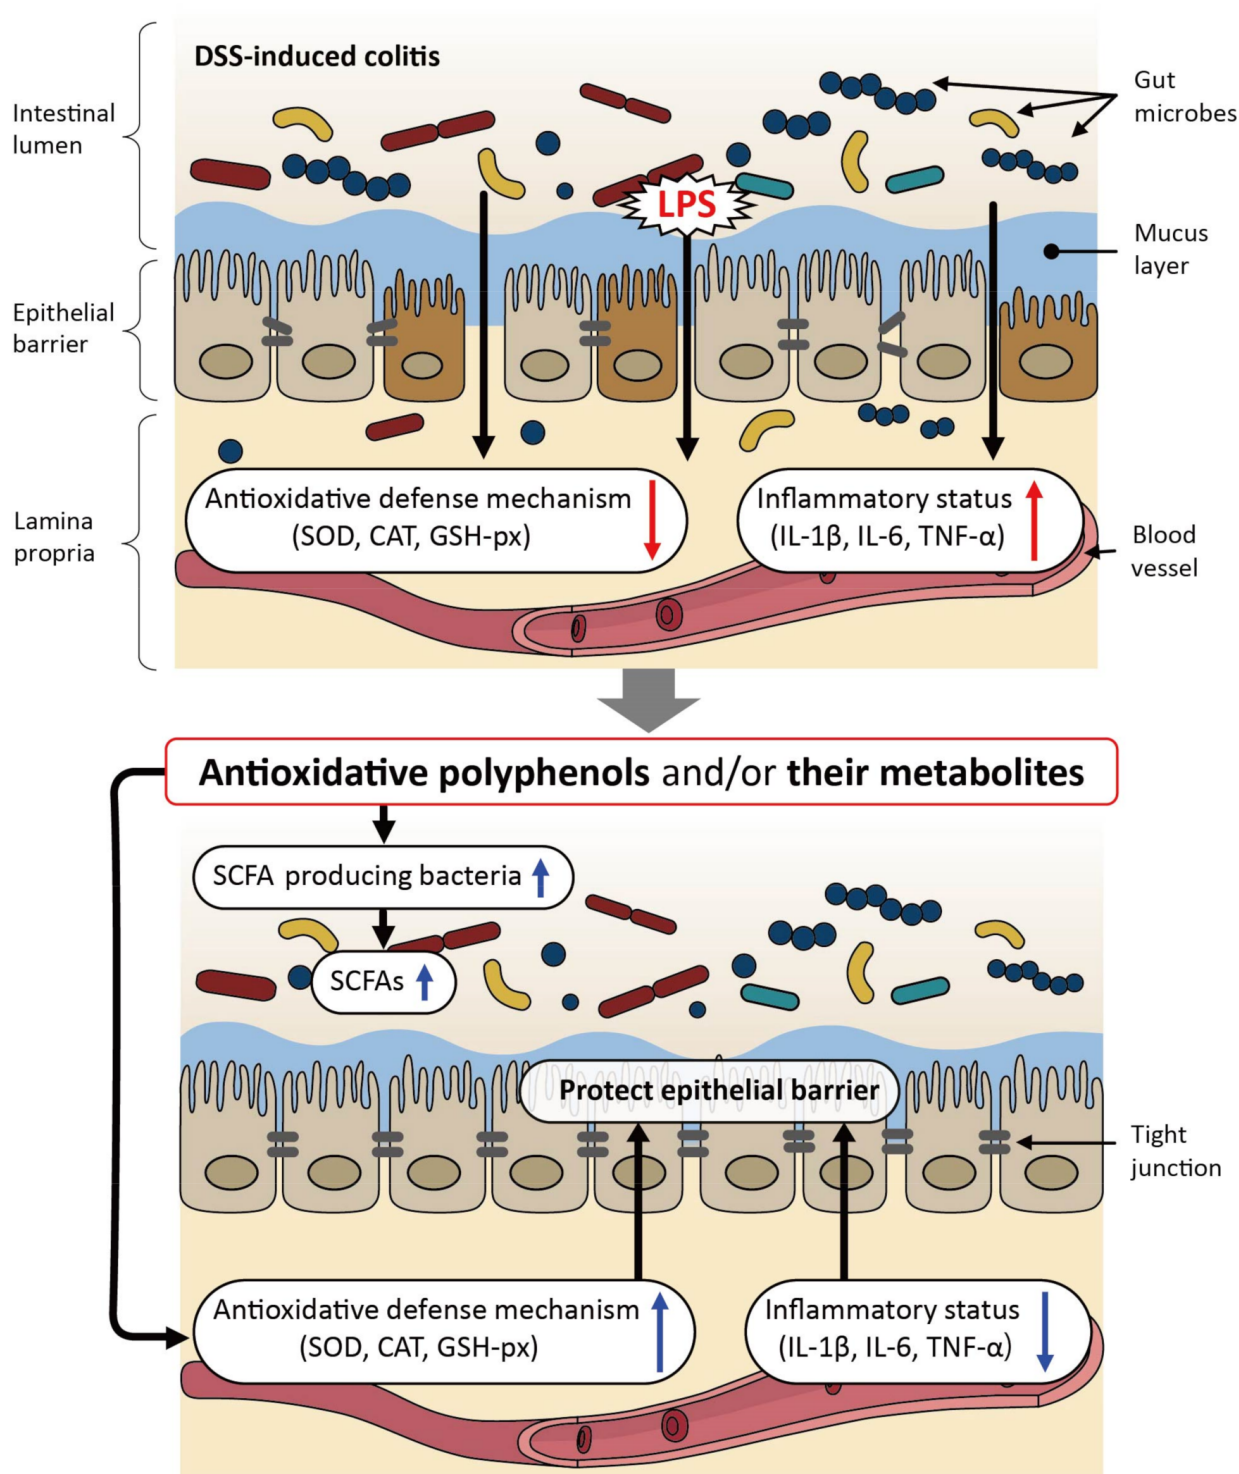 DSS-induced colitis
Intestinal
lumen
Gut
microbes
LPS
Mucus
layer
Epithelial
barrier
Lamina
propria
Antioxidative defense mechanism
(SOD, CAT, GSH-px)
Inflammatory status
(IL-1β, IL-6, TNF-α)
Blood
vessel
Antioxidative polyphenols and/or their metabolites
SCFA producing bacteria
SCFAs
Protect epithelial barrier
Tight
junction
Antioxidative defense mechanism
(SOD, CAT, GSH-px)
Inflammatory status
(IL-1β, IL-6, TNF-α)